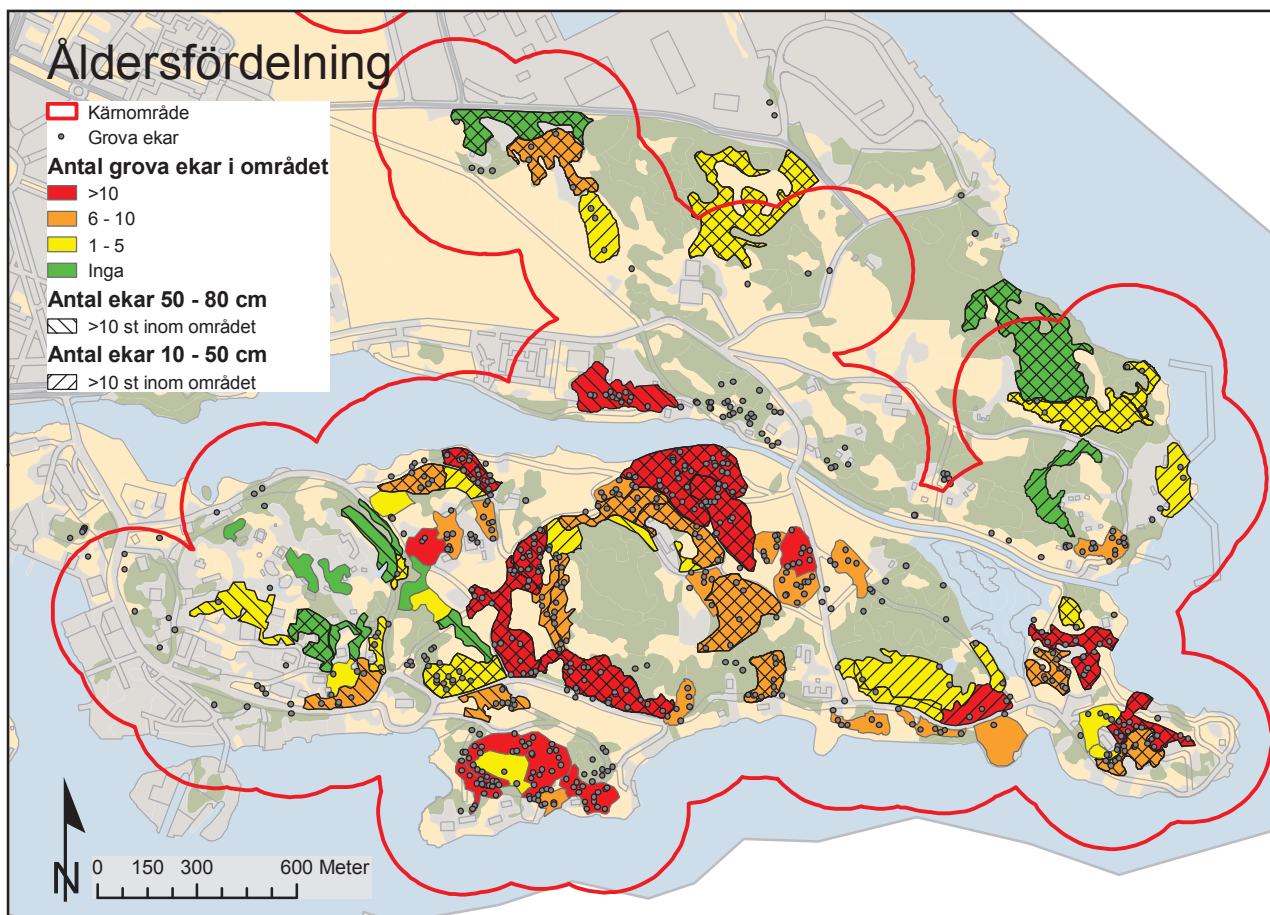 Åldersfördelning
Kärnområde
Grova ekar
Antal grova ekar i området
>10
6 - 10
1 - 5
Inga
Antal ekar 50 - 80 cm
>10 st inom området
Antal ekar 10 - 50 cm
>10 st inom området
N
0 150 300 600 Meter